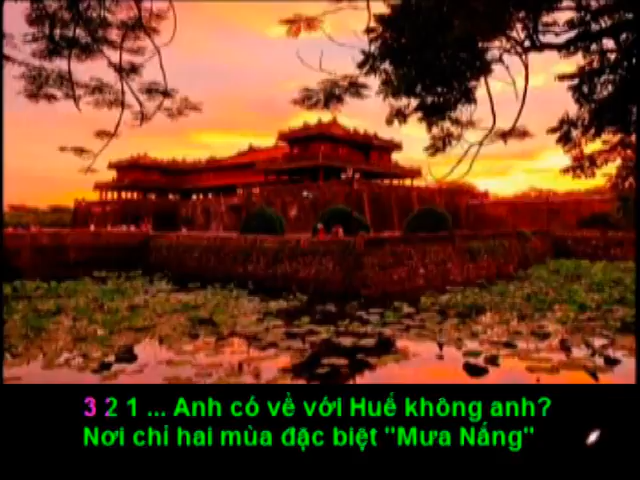 3 2 1 ... Anh có về với Huế không anh?
Nơi chỉ hai mùa đặc biệt "Mưa Nắng"